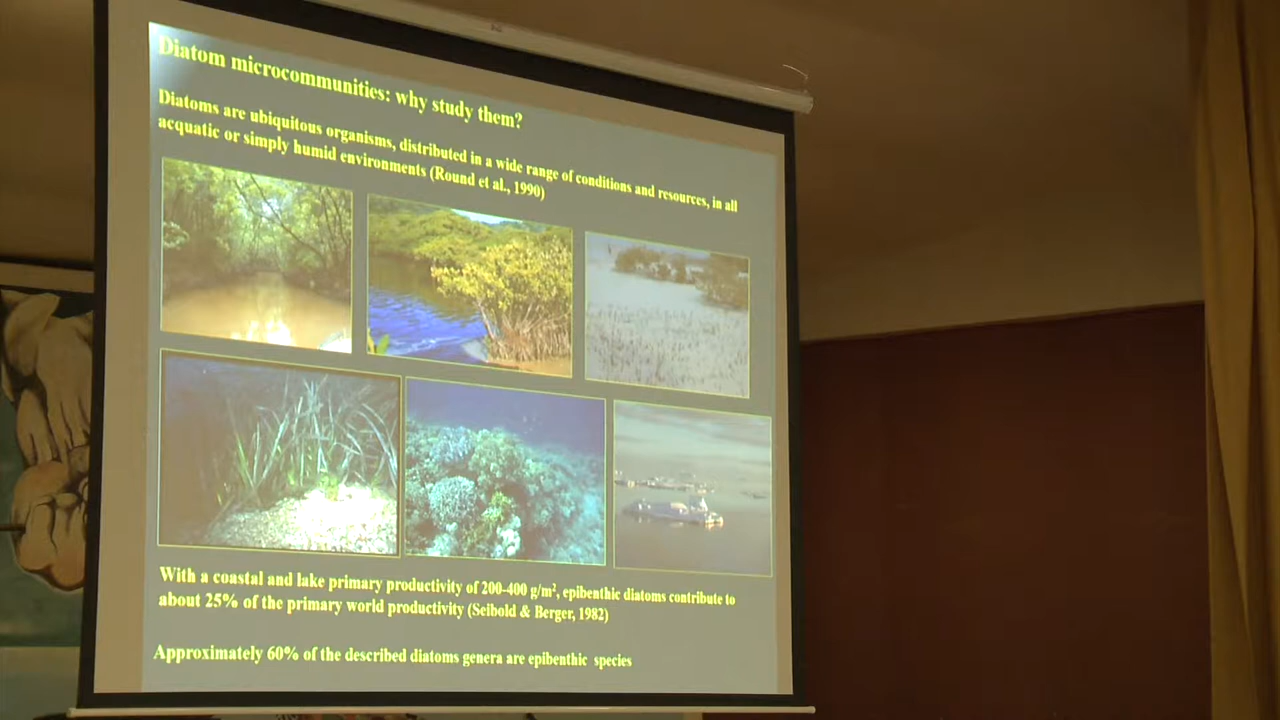 Diatom microcommunities: why study them?
Diatoms are ubiquitous organisms, distributed in a wide range of conditions and resources, in all
acquatic or simply humid environments (Round et al., 1990)
With a coastal and lake primary productivity of 200-400 g/m², epibenthic diatoms contribute to
about 25% of the primary world productivity (Seibold & Berger, 1982)
Approximately 60% of the described diatoms genera are epibenthic species